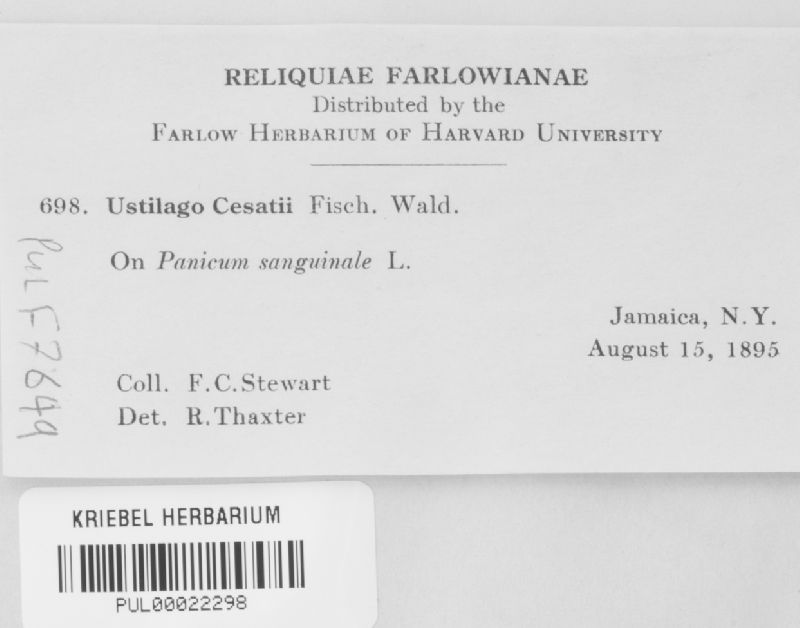 RELIQUIAE FARLOWIANAE
Distributed by the
FARLOW HERBARIUM OF HARVARD UNIVERSITY
698. Ustilago Cesatii Fisch. Wald.
On Panicum sanguinale L.
Jamaica, N.Y.
August 15, 1895
Coll. F.C.Stewart
Det. R.Thaxter
PUL F7649
KRIEBEL HERBARIUM
PUL00022298